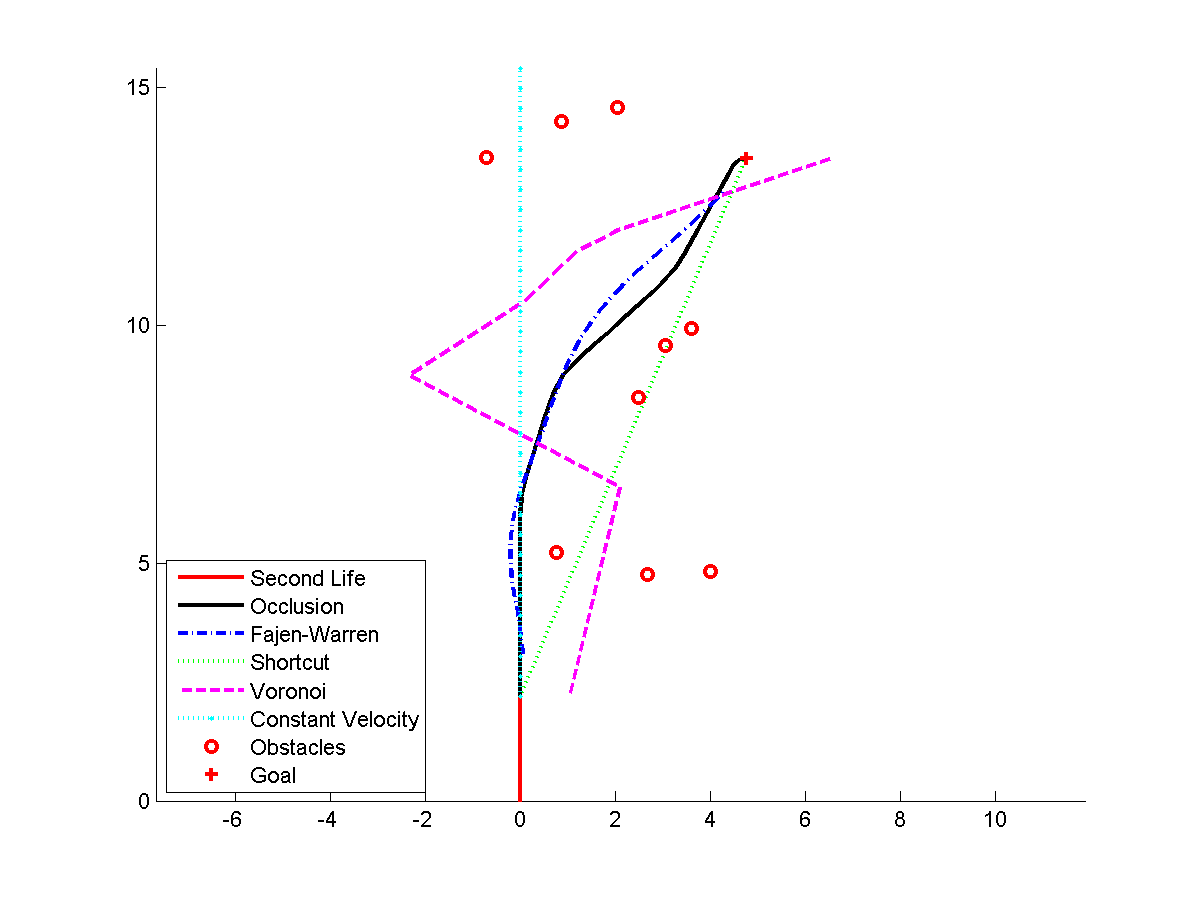 15
10
5
0
Second Life
Occlusion
Fajen-Warren
Shortcut
Voronoi
Constant Velocity
Obstacles
Goal
-6 -4 -2 0 2 4 6 8 10